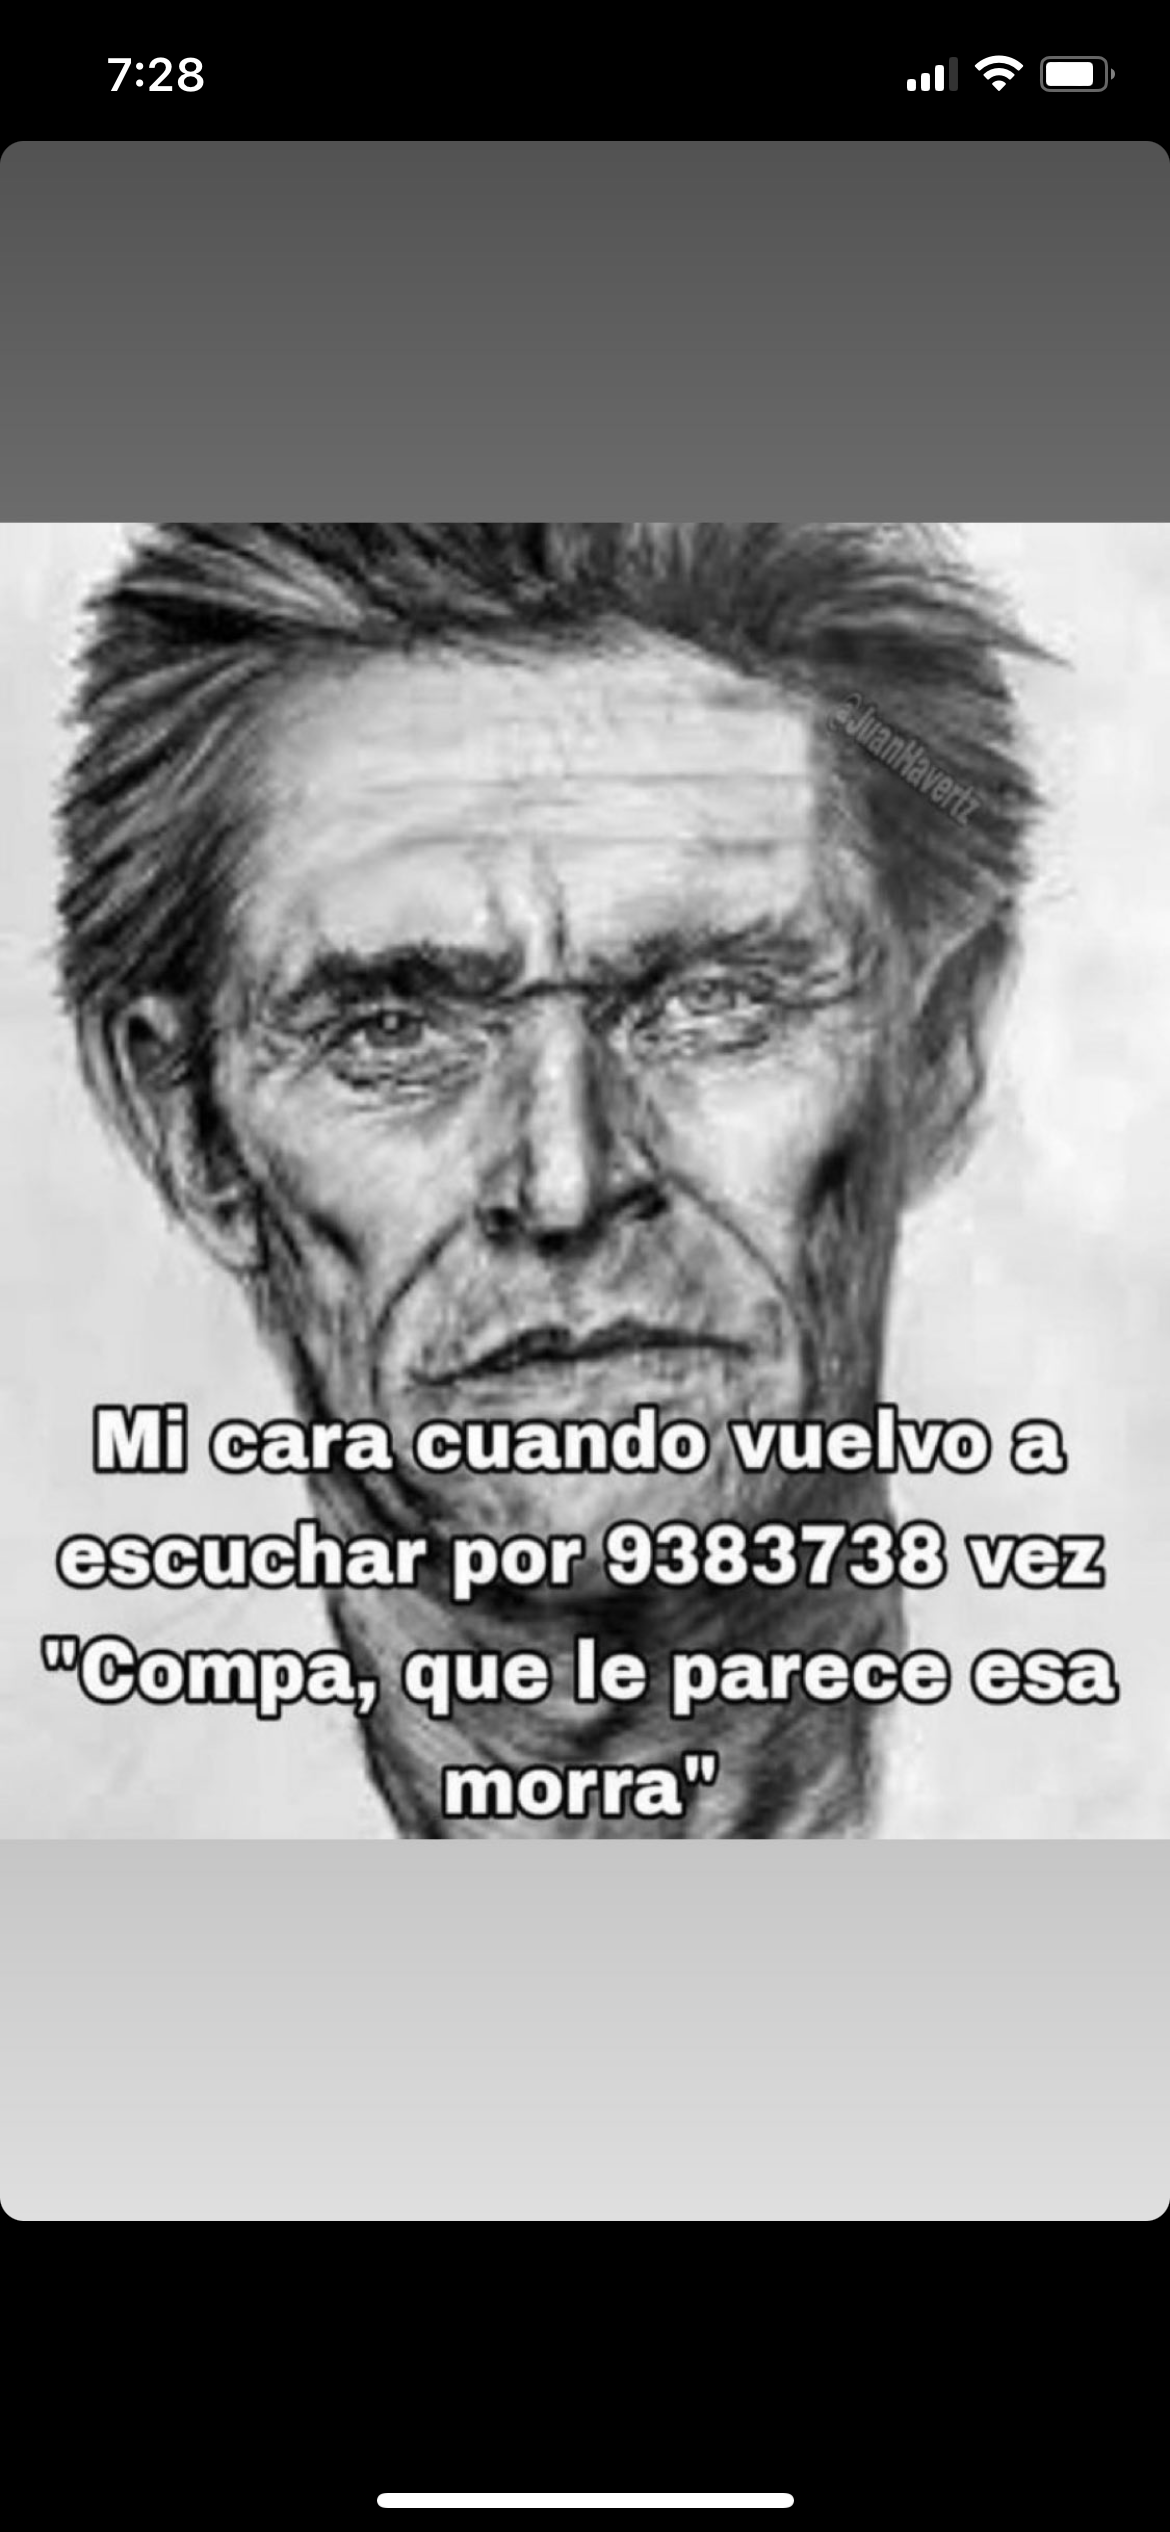 7:28
@JuanHavertz
Mi cara cuando vuelvo a
escuchar por 9383738 vez
"Compa, que le parece esa
morra"